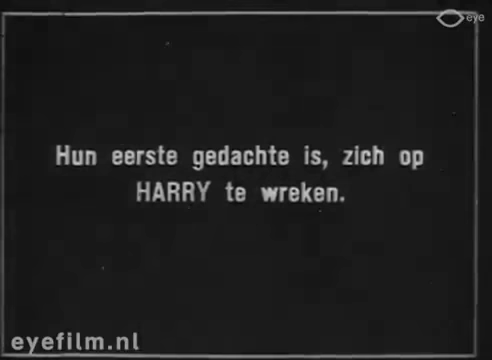 eye
Hun eerste gedachte is, zich op
HARRY te wreken.
eyefilm.nl